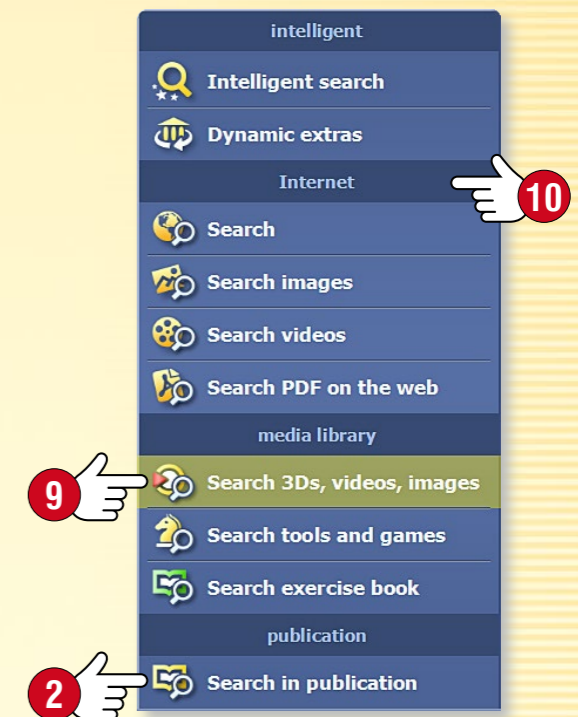 intelligent
Intelligent search
Dynamic extras
Internet
10
Search
Search images
Search videos
Search PDF on the web
media library
9
Search 3Ds, videos, images
Search tools and games
Search exercise book
publication
2
Search in publication